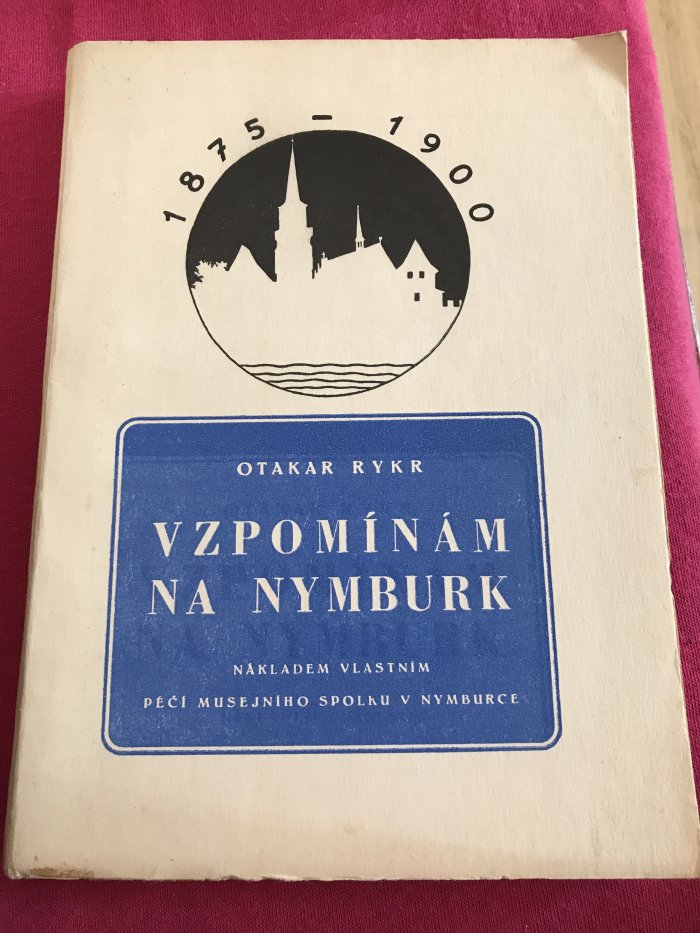 1875 - 1900
OTAKAR RYKR
VZPOMÍNÁM
NA NYMBURK
NÁKLADEM VLASTNÍM
PÉČÍ MUSEJNÍHO SPOLKU V NYMBURCE